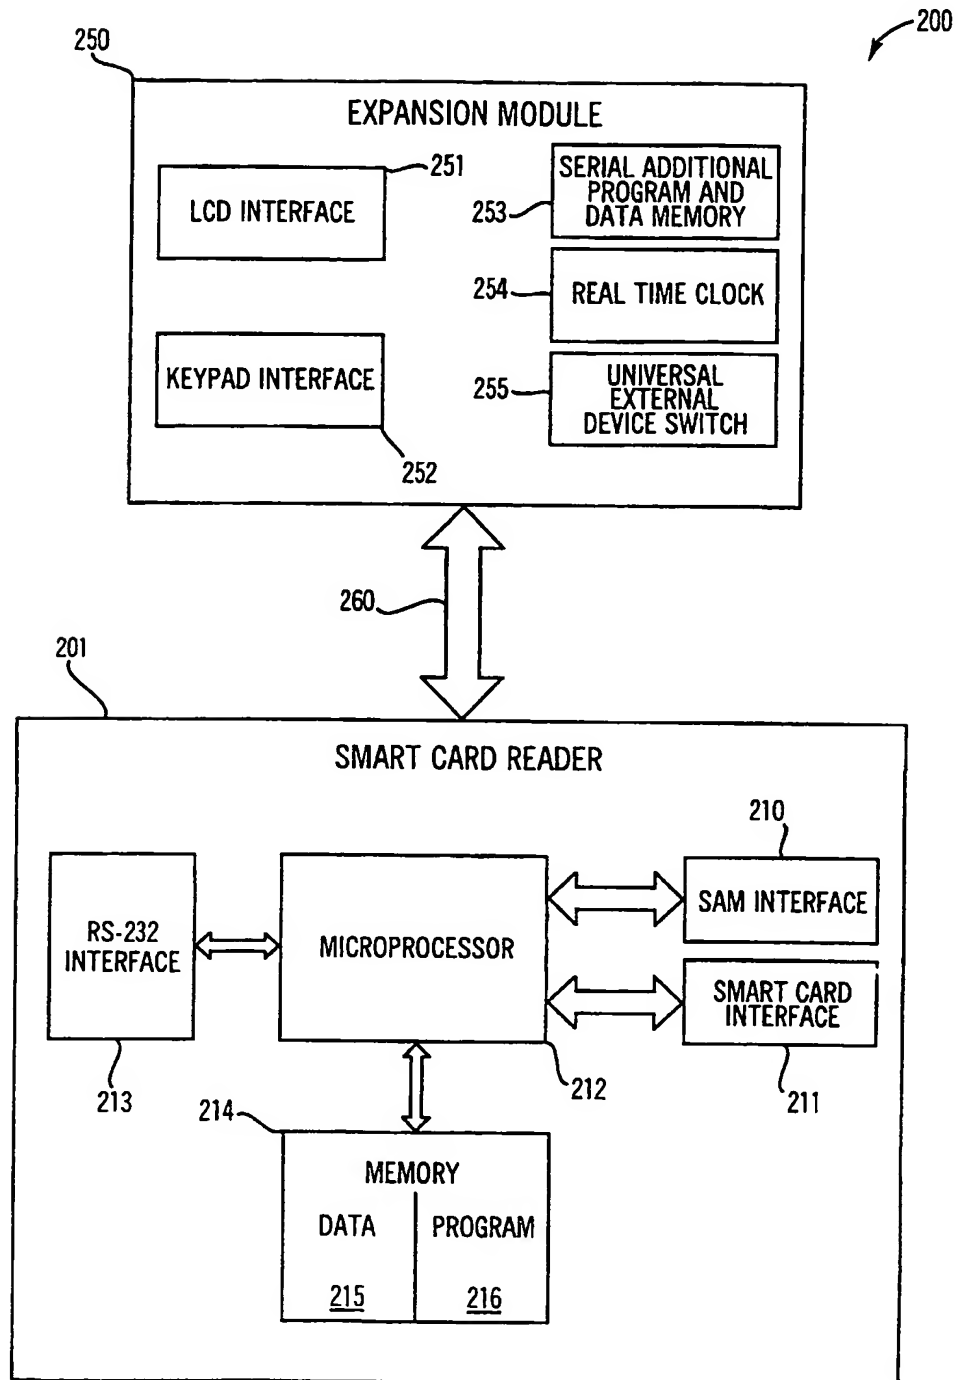 200
250
EXPANSION MODULE
251
LCD INTERFACE
253
SERIAL ADDITIONAL
PROGRAM AND
DATA MEMORY
254
REAL TIME CLOCK
KEYPAD INTERFACE
252
255
UNIVERSAL
EXTERNAL
DEVICE SWITCH
260
201
SMART CARD READER
210
RS-232
INTERFACE
213
MICROPROCESSOR
212
SAM INTERFACE
SMART CARD
INTERFACE
211
214
MEMORY
DATA
PROGRAM
215
216